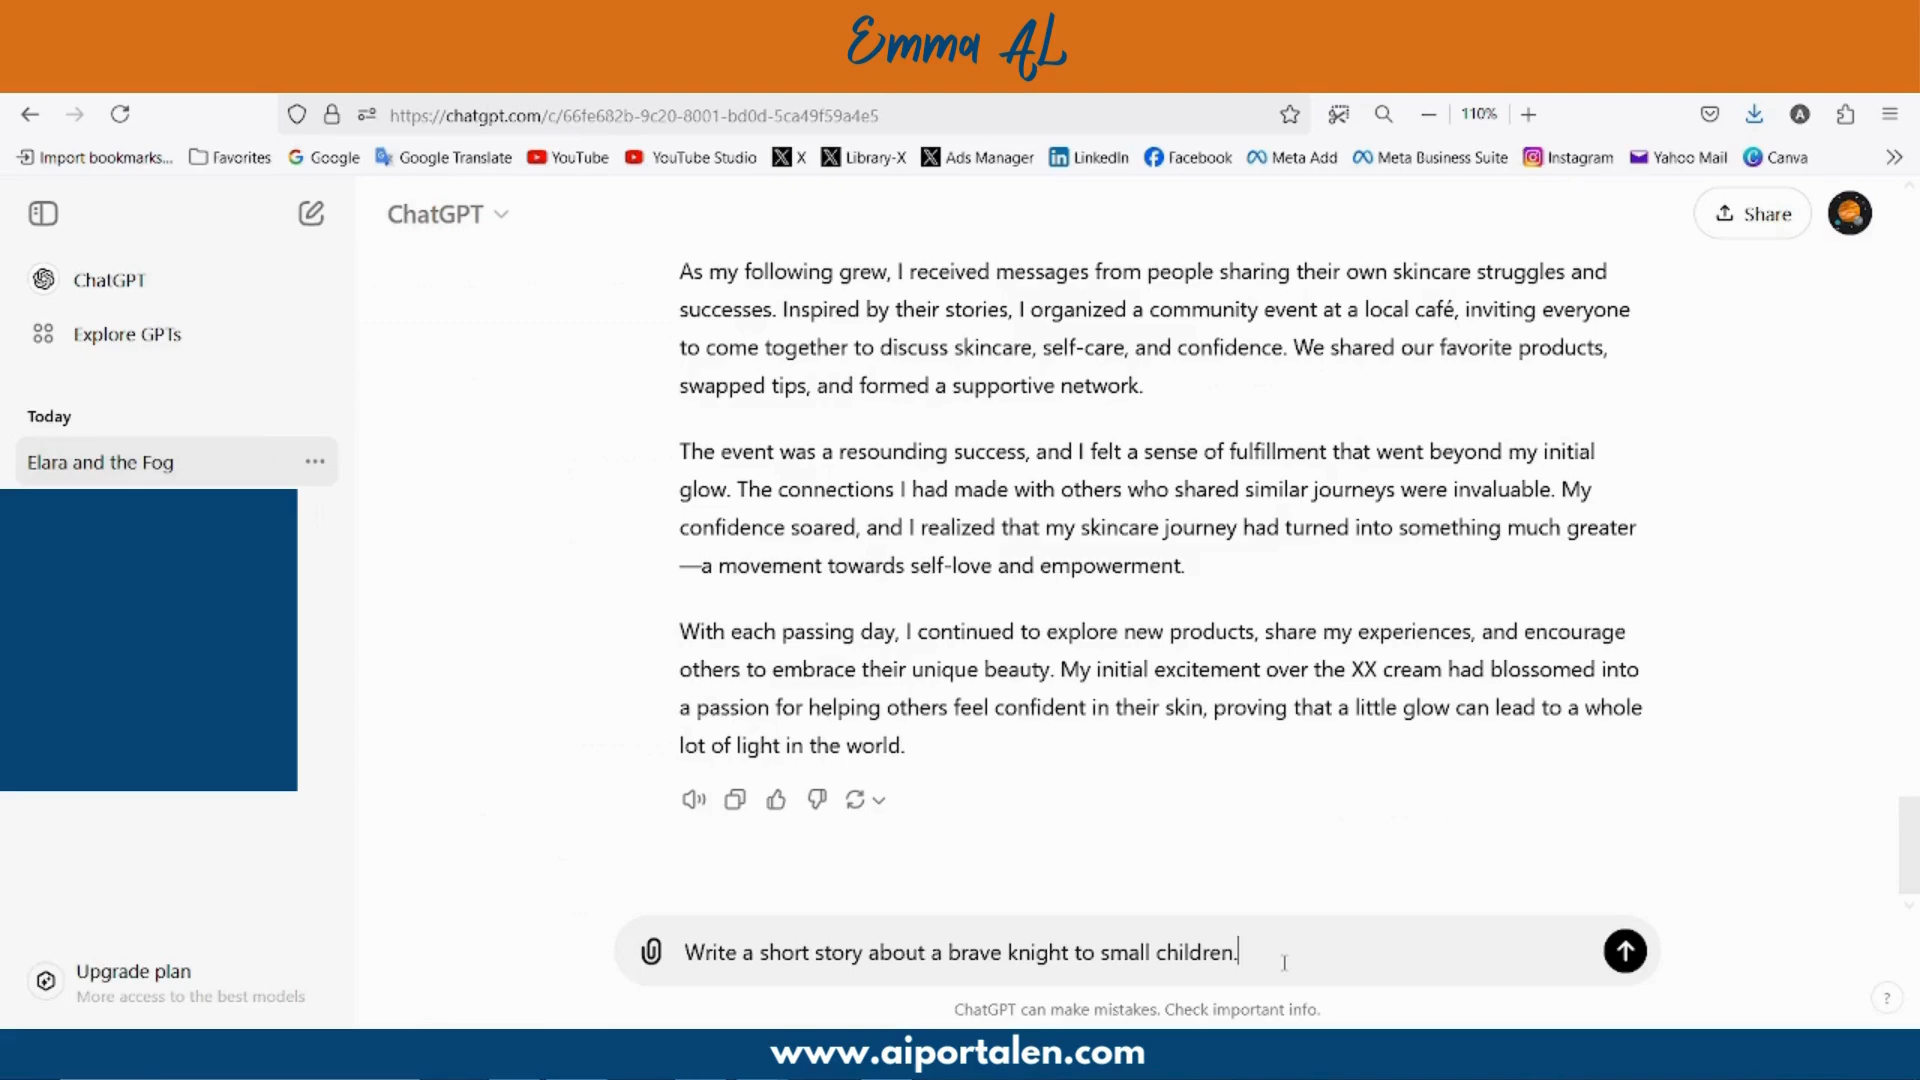 Emma AL
https://chatgpt.com/c/66fe682b-9c20-8001-bd0d-5ca49f59a4e5
110%
Import bookmarks... Favorites Google Google Translate YouTube YouTube Studio X Library-X Ads Manager LinkedIn Facebook Meta Add Meta Business Suite Instagram Yahoo Mail Canva
ChatGPT
Share
ChatGPT
Explore GPTs
Today
Elara and the Fog
As my following grew, I received messages from people sharing their own skincare struggles and
successes. Inspired by their stories, I organized a community event at a local café, inviting everyone
to come together to discuss skincare, self-care, and confidence. We shared our favorite products,
swapped tips, and formed a supportive network.
The event was a resounding success, and I felt a sense of fulfillment that went beyond my initial
glow. The connections I had made with others who shared similar journeys were invaluable. My
confidence soared, and I realized that my skincare journey had turned into something much greater
—a movement towards self-love and empowerment.
With each passing day, I continued to explore new products, share my experiences, and encourage
others to embrace their unique beauty. My initial excitement over the XX cream had blossomed into
a passion for helping others feel confident in their skin, proving that a little glow can lead to a whole
lot of light in the world.
Write a short story about a brave knight to small children.
Upgrade plan
More access to the best models
ChatGPT can make mistakes. Check important info.
?
www.aiportalen.com